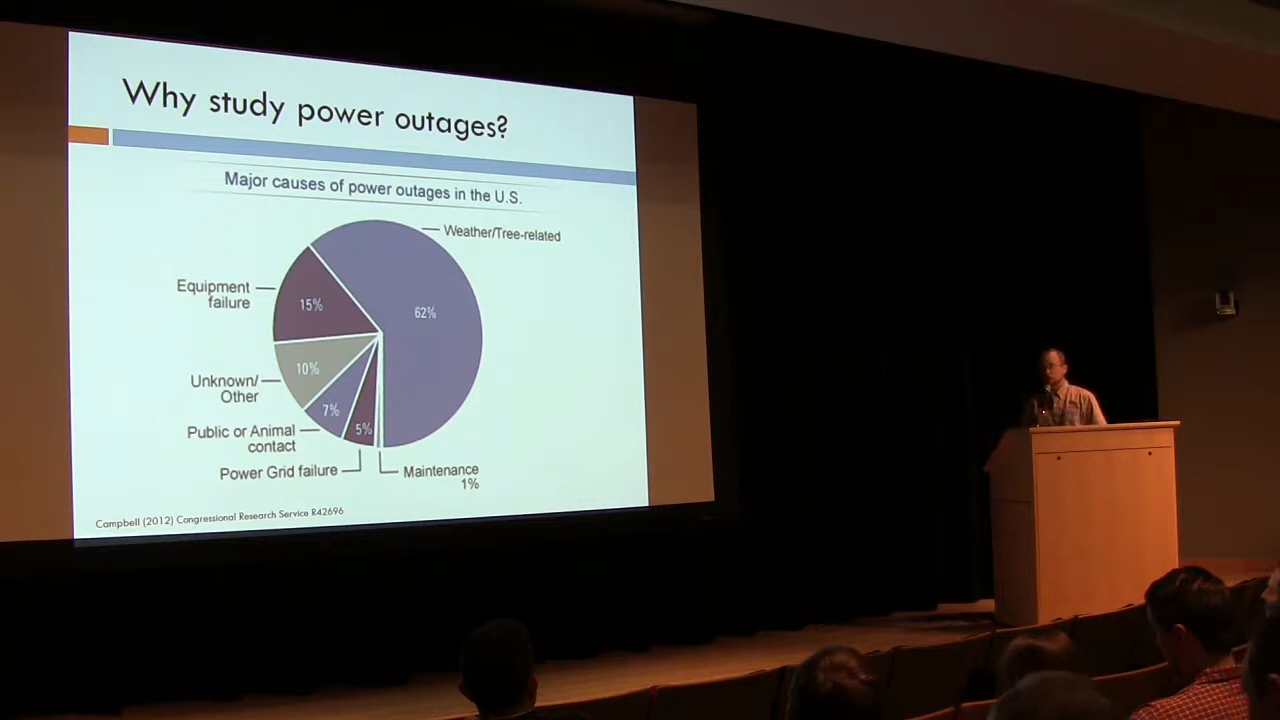 Why study power outages?
Major causes of power outages in the U.S.
Weather/Tree-related
62%
Equipment
failure
15%
Unknown/
Other
10%
Public or Animal
contact
7%
Power Grid failure
5%
Maintenance
1%
Campbell (2012) Congressional Research Service R42696